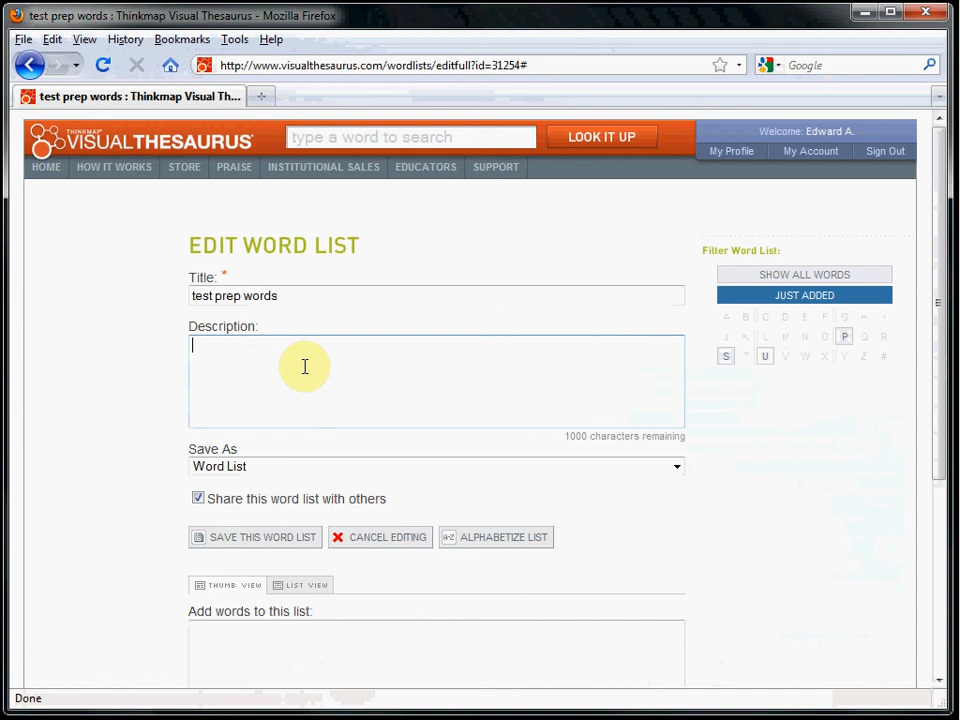 test prep words : Thinkmap Visual Thesaurus - Mozilla Firefox
File Edit View History Bookmarks Tools Help
http://www.visualthesaurus.com/wordlists/editfull?id=31254#
Google
test prep words : Thinkmap Visual Th...
THINKMAP
VISUALTHESAURUS
type a word to search
LOOK IT UP
Welcome: Edward A.
My Profile My Account Sign Out
HOME HOW IT WORKS STORE PRAISE INSTITUTIONAL SALES EDUCATORS SUPPORT
EDIT WORD LIST
Title: *
test prep words
Description:
1000 characters remaining
Save As
Word List
Share this word list with others
SAVE THIS WORD LIST CANCEL EDITING A-Z ALPHABETIZE LIST
THUMB VIEW LIST VIEW
Add words to this list:
Filter Word List:
SHOW ALL WORDS
JUST ADDED
A B C D E F G H I
J K L M N O P Q R
S T U V W X Y Z #
Done